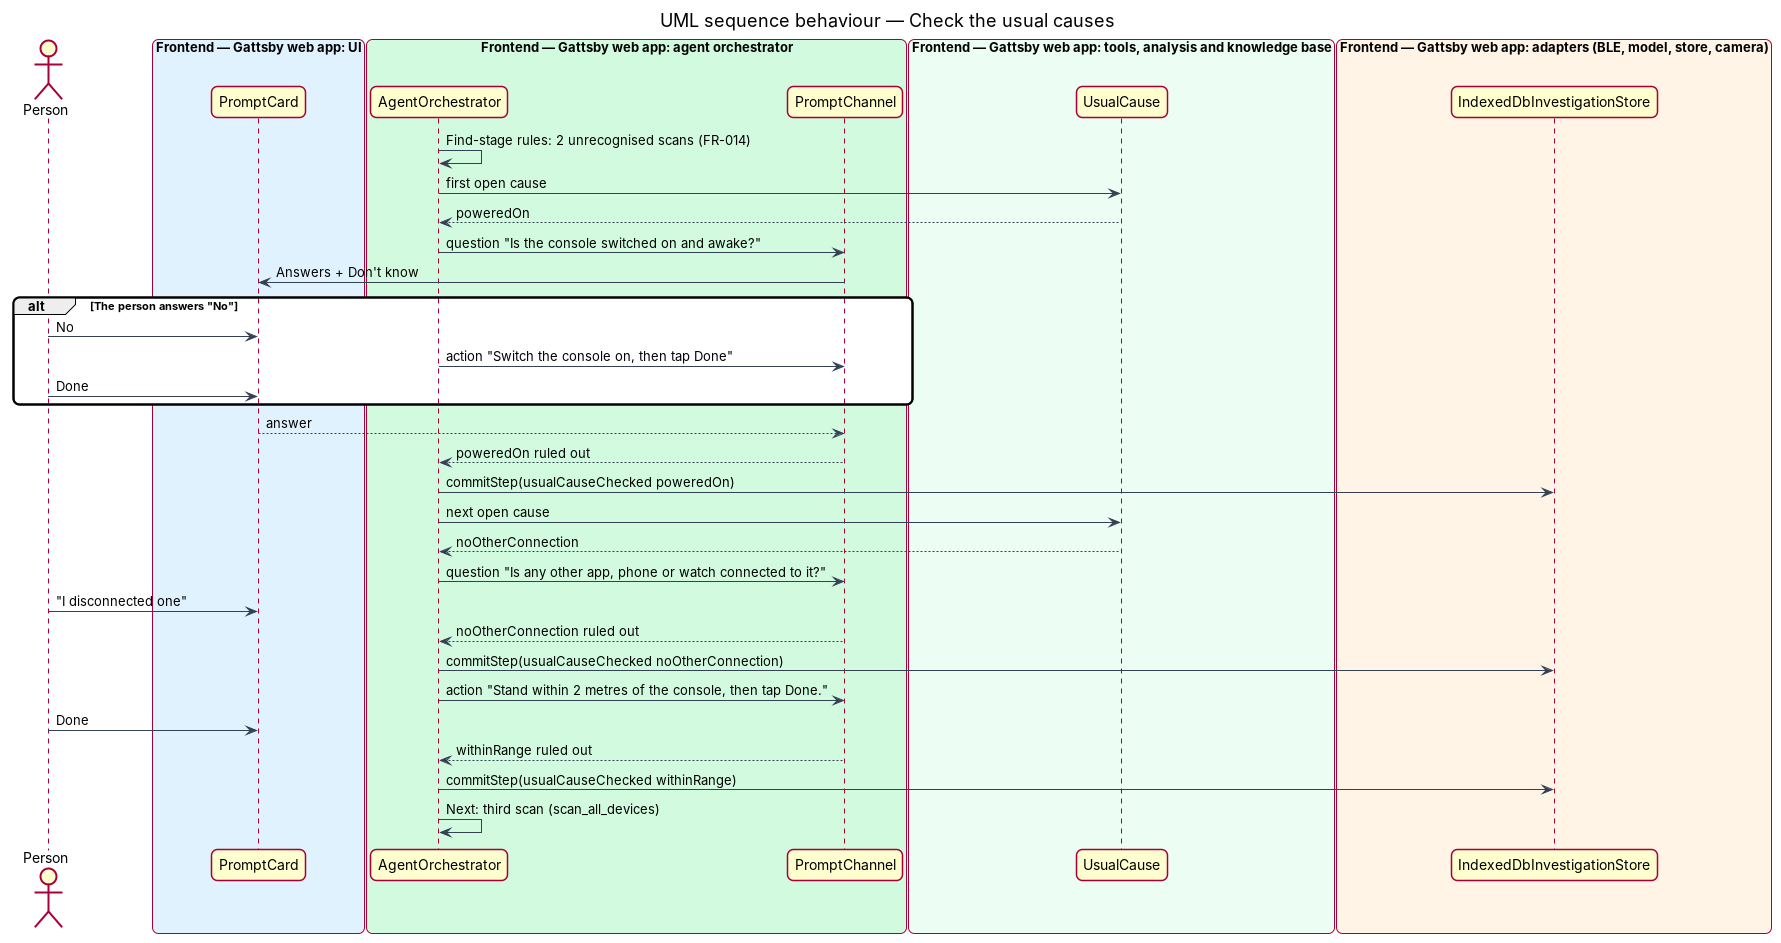 UML sequence behaviour — Check the usual causes
Frontend — Gattsby web app: UI
Frontend — Gattsby web app: agent orchestrator
Frontend — Gattsby web app: tools, analysis and knowledge base
Frontend — Gattsby web app: adapters (BLE, model, store, camera)
Person
PromptCard
AgentOrchestrator
PromptChannel
UsualCause
IndexedDbInvestigationStore
Find-stage rules: 2 unrecognised scans (FR-014)
first open cause
poweredOn
question "Is the console switched on and awake?"
Answers + Don't know
alt
[The person answers "No"]
No
action "Switch the console on, then tap Done"
Done
answer
poweredOn ruled out
commitStep(usualCauseChecked poweredOn)
next open cause
noOtherConnection
question "Is any other app, phone or watch connected to it?"
"I disconnected one"
noOtherConnection ruled out
commitStep(usualCauseChecked noOtherConnection)
action "Stand within 2 metres of the console, then tap Done."
Done
withinRange ruled out
commitStep(usualCauseChecked withinRange)
Next: third scan (scan_all_devices)
Person
PromptCard
AgentOrchestrator
PromptChannel
UsualCause
IndexedDbInvestigationStore